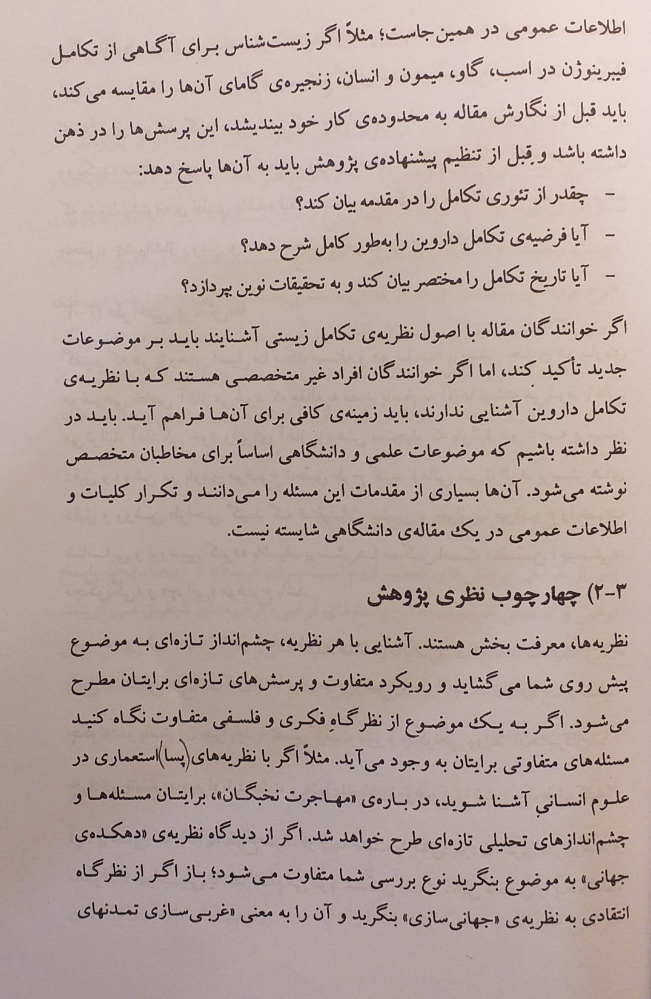 اطلاعات عمومی در همین‌جاست؛ مثلاً اگر زیست‌شناس برای آگاهی از تکامل
فیبرینوژن در اسب، گاو، میمون و انسان، زنجیره‌ی گامای آن‌ها را مقایسه می‌کند،
باید قبل از نگارش مقاله به محدوده‌ی کار خود بیندیشد، این پرسش‌ها را در ذهن
داشته باشد و قبل از تنظیم پیشنهاده‌ی پژوهش باید به آن‌ها پاسخ دهد:
– چقدر از تئوری تکامل را در مقدمه بیان کند؟
– آیا فرضیه‌ی تکامل داروین را به‌طور کامل شرح دهد؟
– آیا تاریخ تکامل را مختصر بیان کند و به تحقیقات نوین بپردازد؟
اگر خوانندگان مقاله با اصول نظریه‌ی تکامل زیستی آشنایند باید بر موضوعات
جدید تأکید کند، اما اگر خوانندگان افراد غیر متخصصی هستند که با نظریه‌ی
تکامل داروین آشنایی ندارند، باید زمینه‌ی کافی برای آن‌ها فراهم آید. باید در
نظر داشته باشیم که موضوعات علمی و دانشگاهی اساساً برای مخاطبان متخصص
نوشته می‌شود. آن‌ها بسیاری از مقدمات این مسئله را می‌دانند و تکرار کلیات و
اطلاعات عمومی در یک مقاله‌ی دانشگاهی شایسته نیست.
۲-۳) چهارچوب نظری پژوهش
نظریه‌ها، معرفت بخش هستند. آشنایی با هر نظریه، چشم‌انداز تازه‌ای به موضوع
پیش روی شما می‌گشاید و رویکرد متفاوت و پرسش‌های تازه‌ای برایتان مطرح
می‌شود. اگر به یک موضوع از نظرگاهِ فکری و فلسفی متفاوت نگاه کنید
مسئله‌های متفاوتی برایتان به وجود می‌آید. مثلاً اگر با نظریه‌های (پسا)استعماری در
علوم انسانی آشنا شوید، در باره‌ی «مهاجرت نخبگان»، برایتان مسئله‌ها و
چشم‌اندازهای تحلیلی تازه‌ای طرح خواهد شد. اگر از دیدگاه نظریه‌ی «دهکده‌ی
جهانی» به موضوع بنگرید نوع بررسی شما متفاوت می‌شود؛ باز اگر از نظرگاه
انتقادی به نظریه‌ی «جهانی‌سازی» بنگرید و آن را به معنی «غربی‌سازی تمدنهای